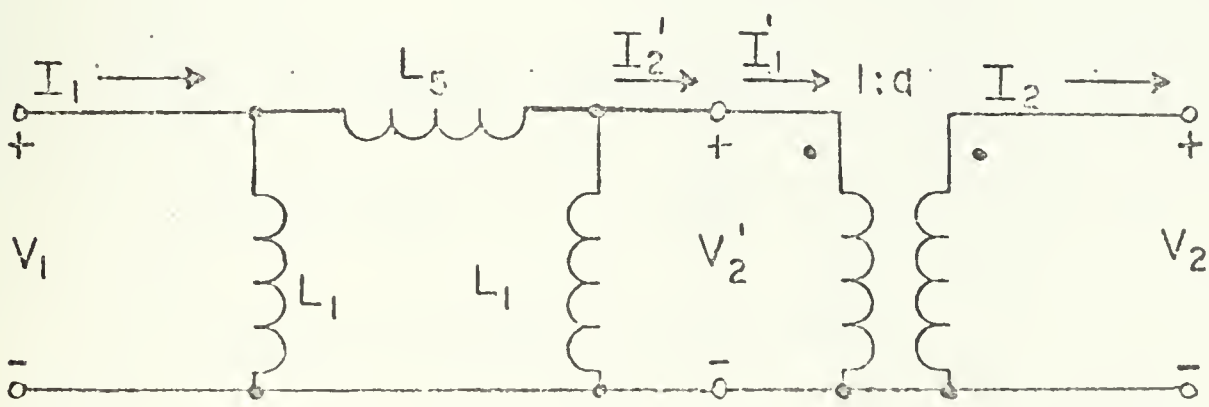 I₁ L₅ I₂' I₁' 1:a I₂
+ + +
V₁ L₁ L₁ V₂' V₂
- - -